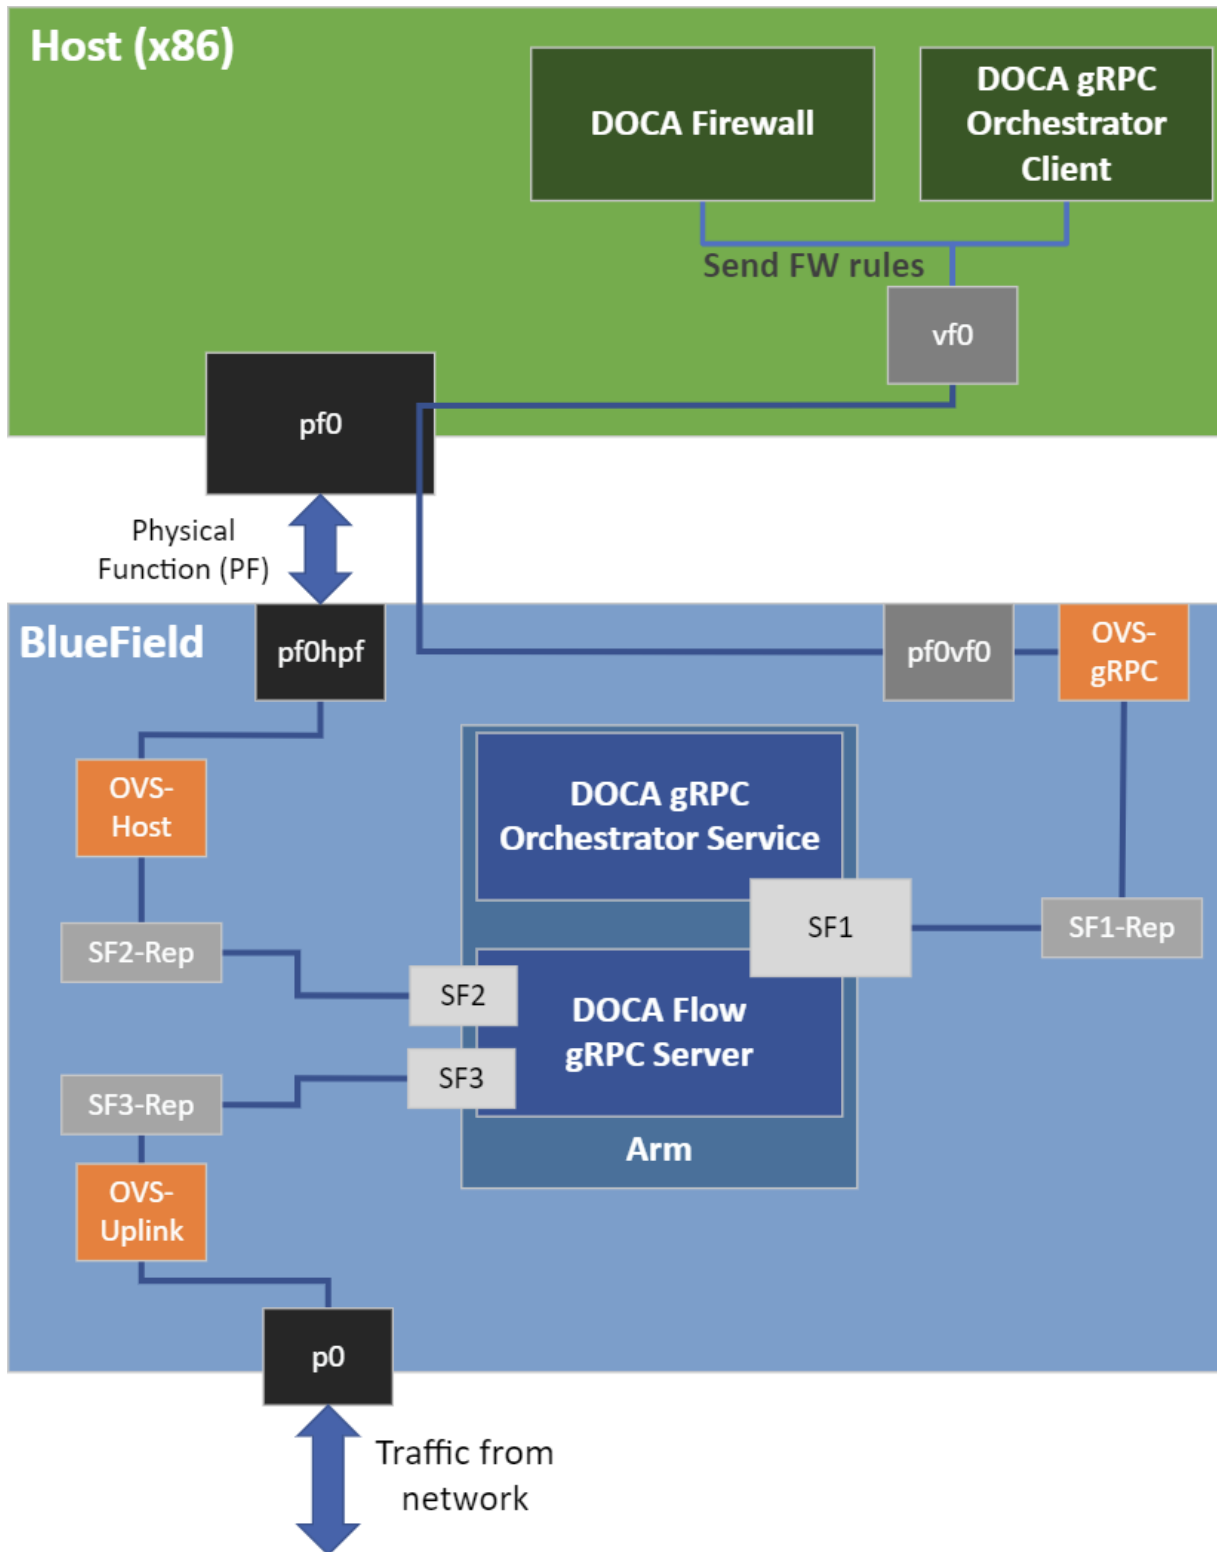 Host (x86)
DOCA Firewall
DOCA gRPC
Orchestrator
Client
Send FW rules
vf0
pf0
Physical
Function (PF)
BlueField
pf0hpf
pf0vf0
OVS-
gRPC
OVS-
Host
DOCA gRPC
Orchestrator Service
SF1
SF1-Rep
SF2-Rep
SF2
DOCA Flow
gRPC Server
SF3
SF3-Rep
Arm
OVS-
Uplink
p0
Traffic from
network